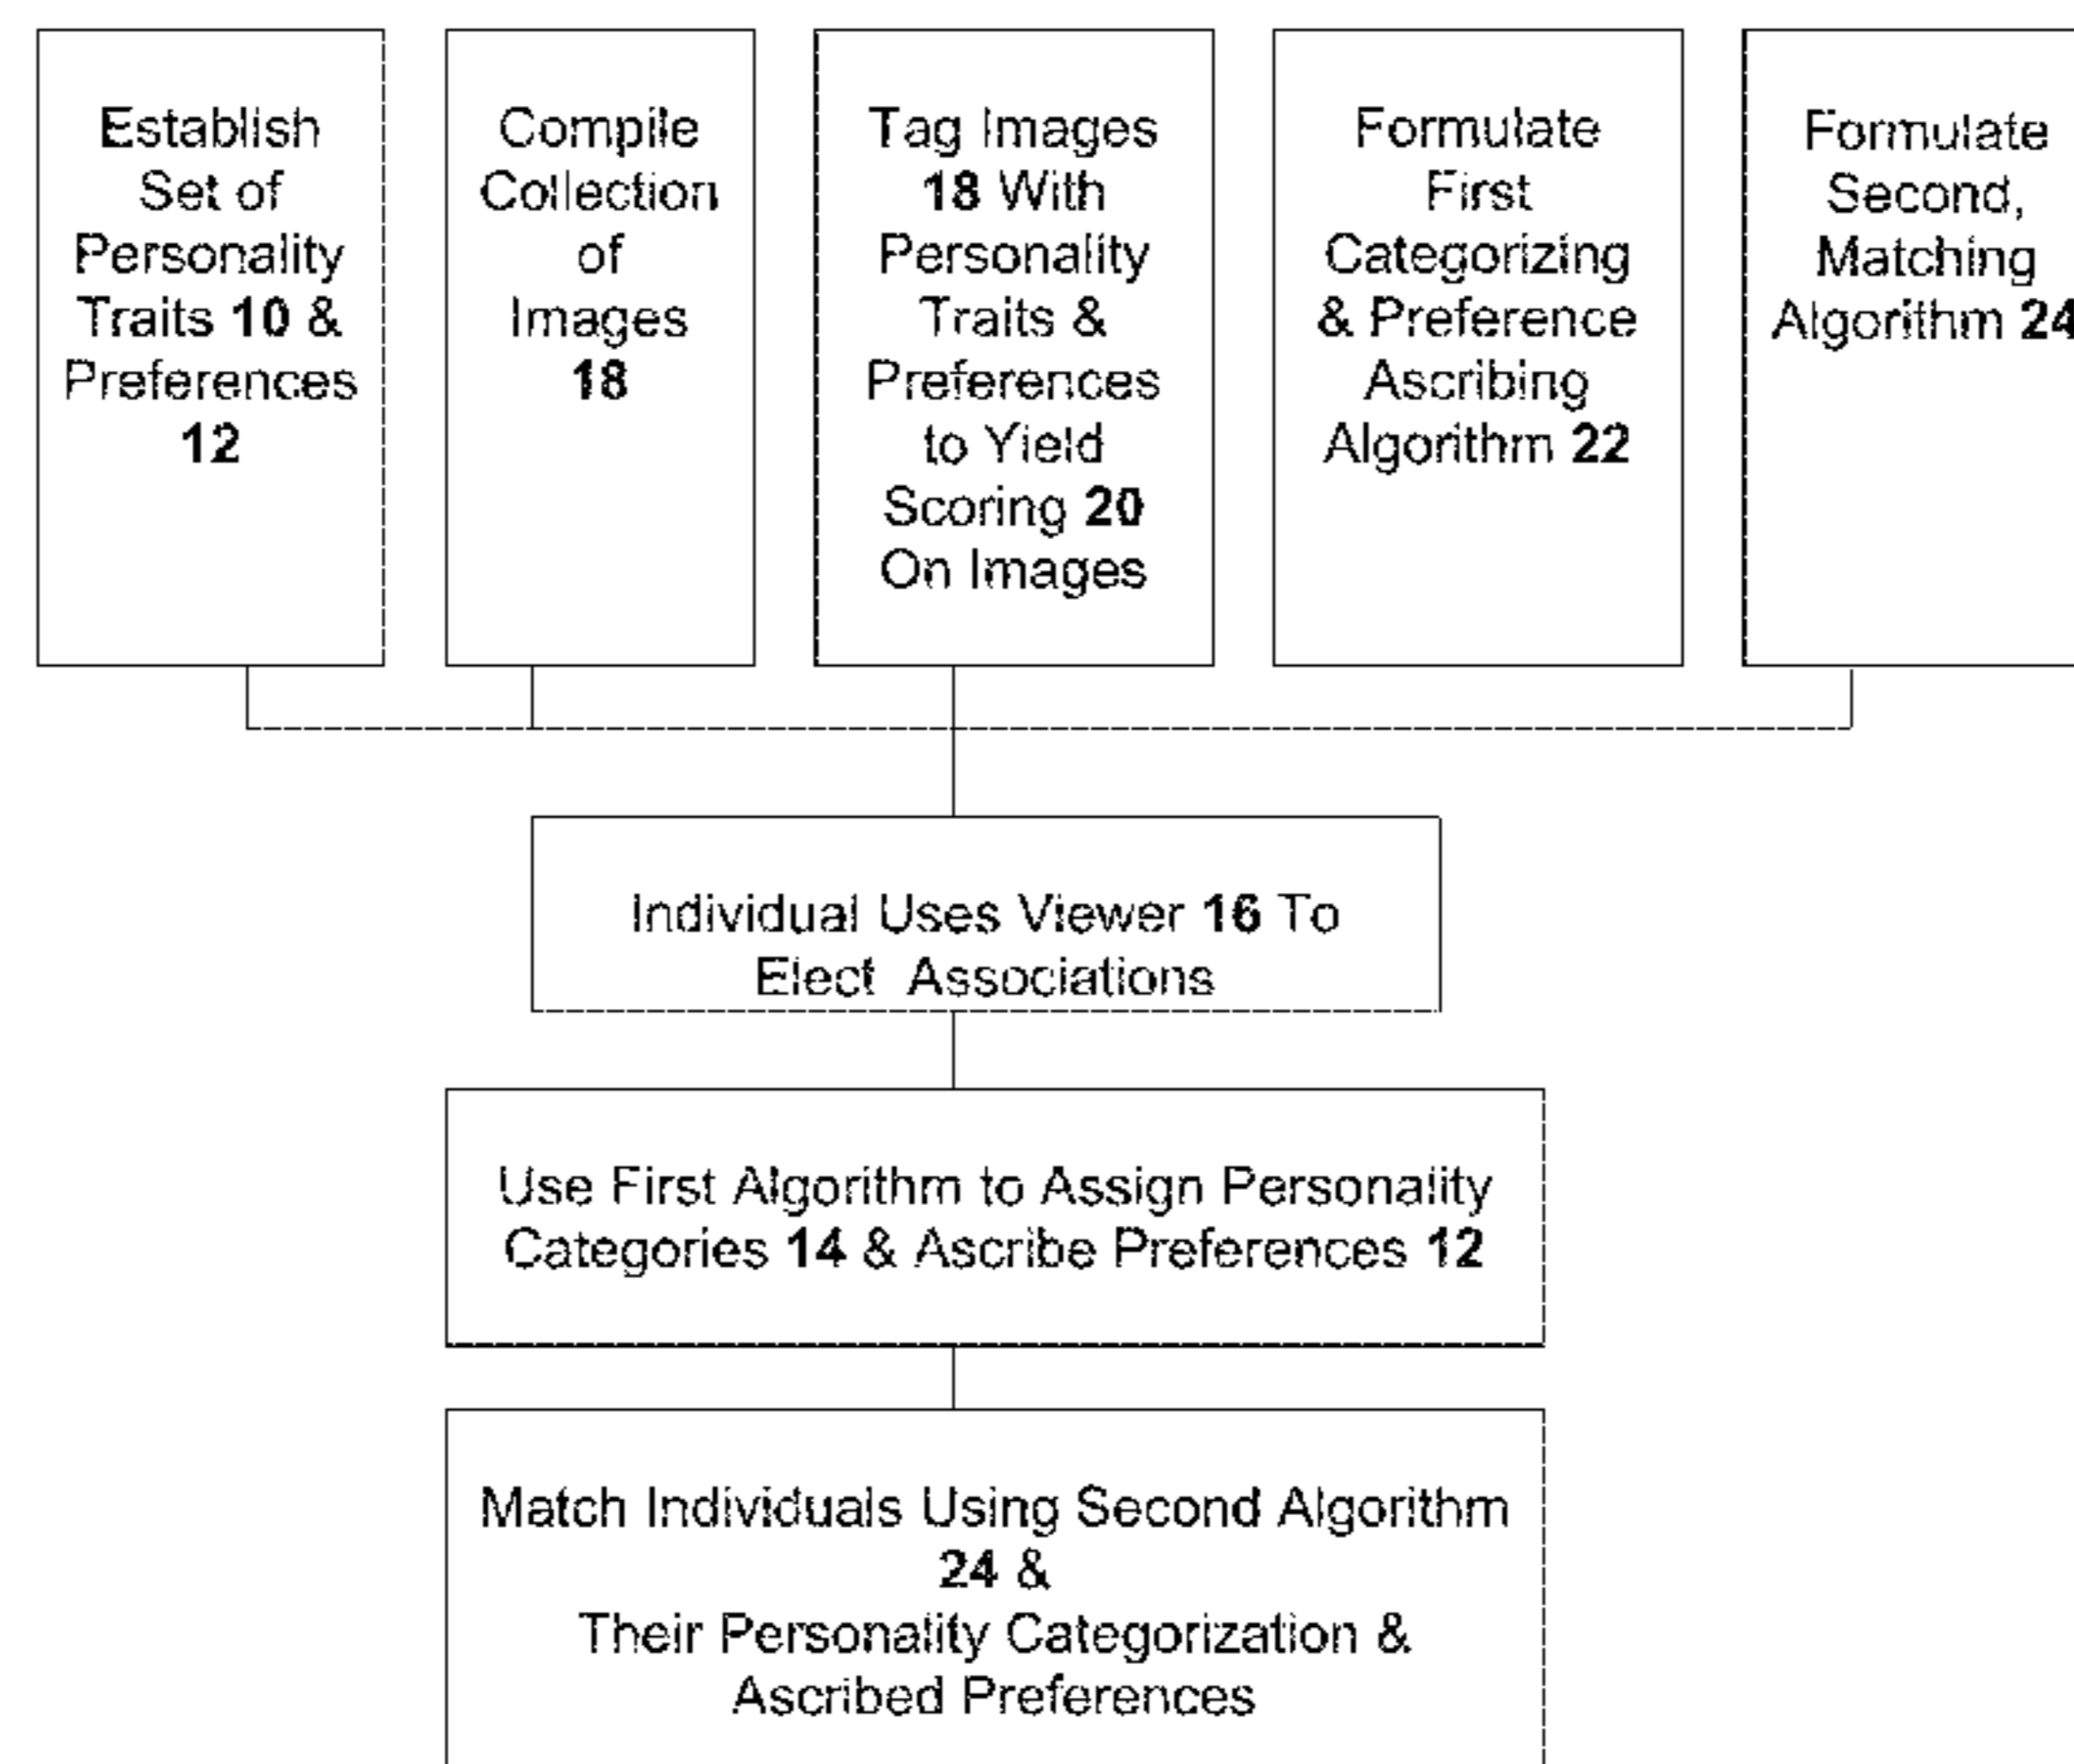 Establish
Set of
Personality
Traits 10 &
Preferences
12
Compile
Collection
of
Images
18
Tag Images
18 With
Personality
Traits &
Preferences
to Yield
Scoring 20
On Images
Formulate
First
Categorizing
& Preference
Ascribing
Algorithm 22
Formulate
Second,
Matching
Algorithm 24
Individual Uses Viewer 16 To
Elect Associations
Use First Algorithm to Assign Personality
Categories 14 & Ascribe Preferences 12
Match Individuals Using Second Algorithm
24 &
Their Personality Categorization &
Ascribed Preferences